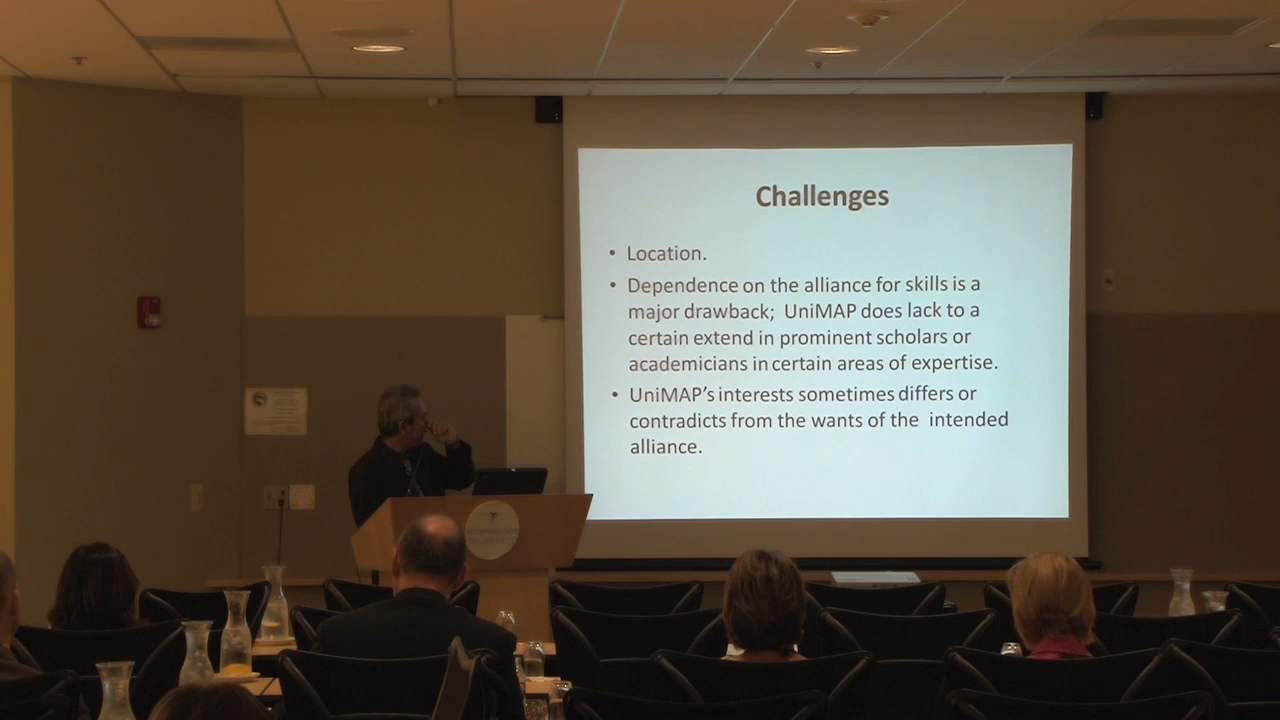 Challenges
• Location.
• Dependence on the alliance for skills is a
major drawback; UniMAP does lack to a
certain extend in prominent scholars or
academicians in certain areas of expertise.
• UniMAP's interests sometimes differs or
contradicts from the wants of the intended
alliance.